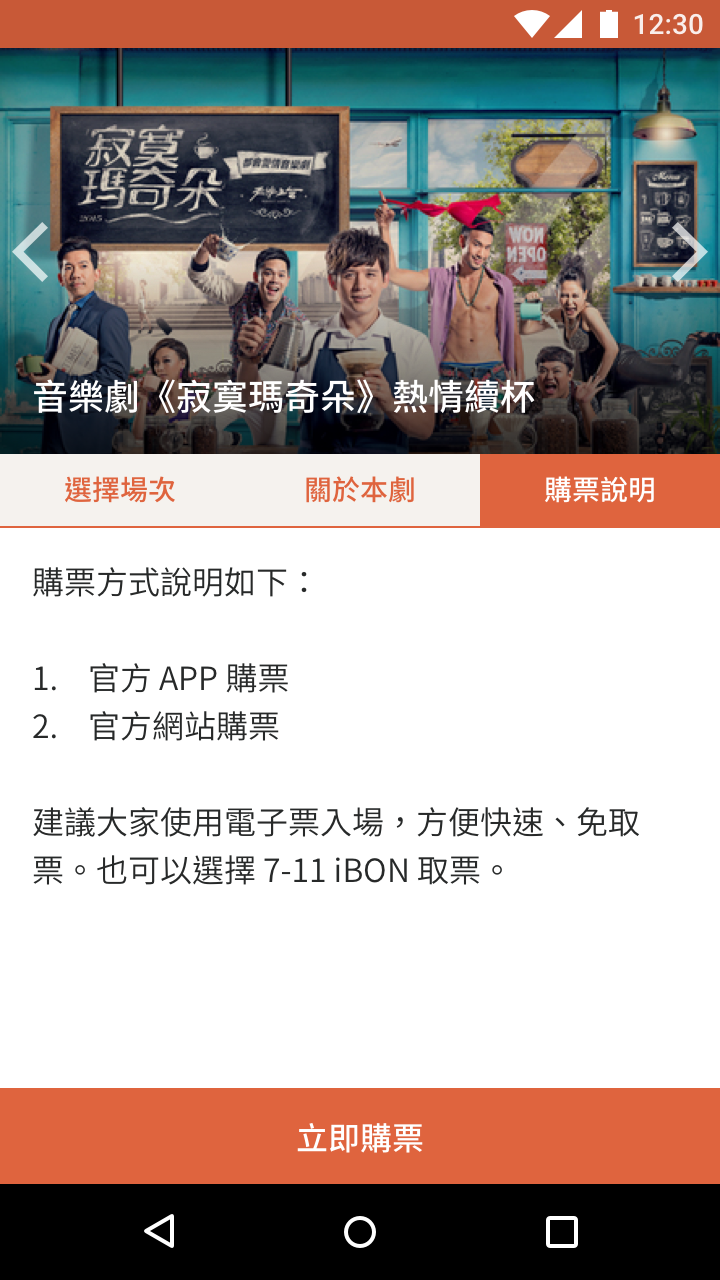 12:30
寂寞
瑪奇朵
都會愛情音樂劇
2015
Menu
NOW
OPEN
音樂劇《寂寞瑪奇朵》熱情續杯
選擇場次
關於本劇
購票說明
購票方式說明如下：
1. 官方 APP 購票
2. 官方網站購票
建議大家使用電子票入場，方便快速、免取
票。也可以選擇 7-11 iBON 取票。
立即購票